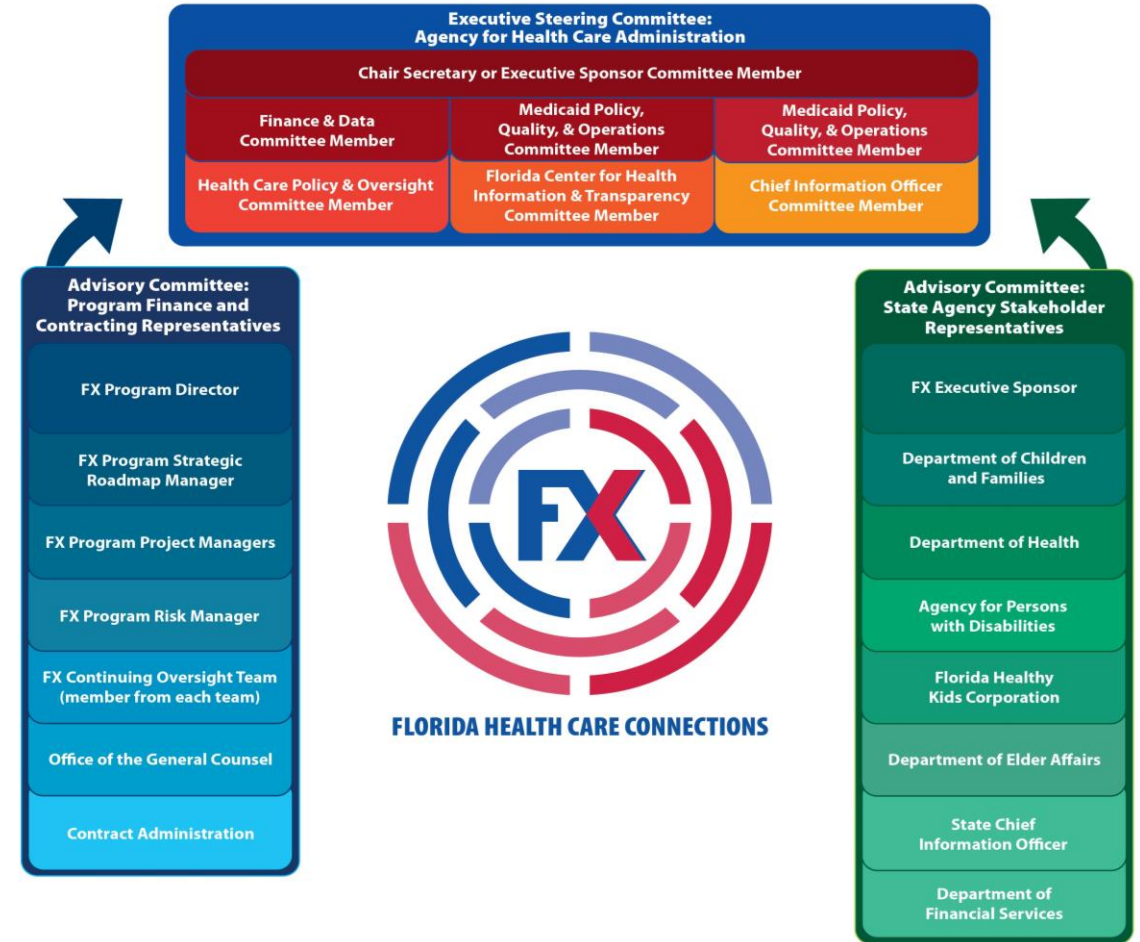 Executive Steering Committee:
Agency for Health Care Administration
Chair Secretary or Executive Sponsor Committee Member
Finance & Data
Committee Member
Medicaid Policy,
Quality, & Operations
Committee Member
Medicaid Policy,
Quality, & Operations
Committee Member
Health Care Policy & Oversight
Committee Member
Florida Center for Health
Information & Transparency
Committee Member
Chief Information Officer
Committee Member
Advisory Committee:
Program Finance and
Contracting Representatives
FX Program Director
FX Program Strategic
Roadmap Manager
FX Program Project Managers
FX Program Risk Manager
FX Continuing Oversight Team
(member from each team)
Office of the General Counsel
Contract Administration
FX
FLORIDA HEALTH CARE CONNECTIONS
Advisory Committee:
State Agency Stakeholder
Representatives
FX Executive Sponsor
Department of Children
and Families
Department of Health
Agency for Persons
with Disabilities
Florida Healthy
Kids Corporation
Department of Elder Affairs
State Chief
Information Officer
Department of
Financial Services